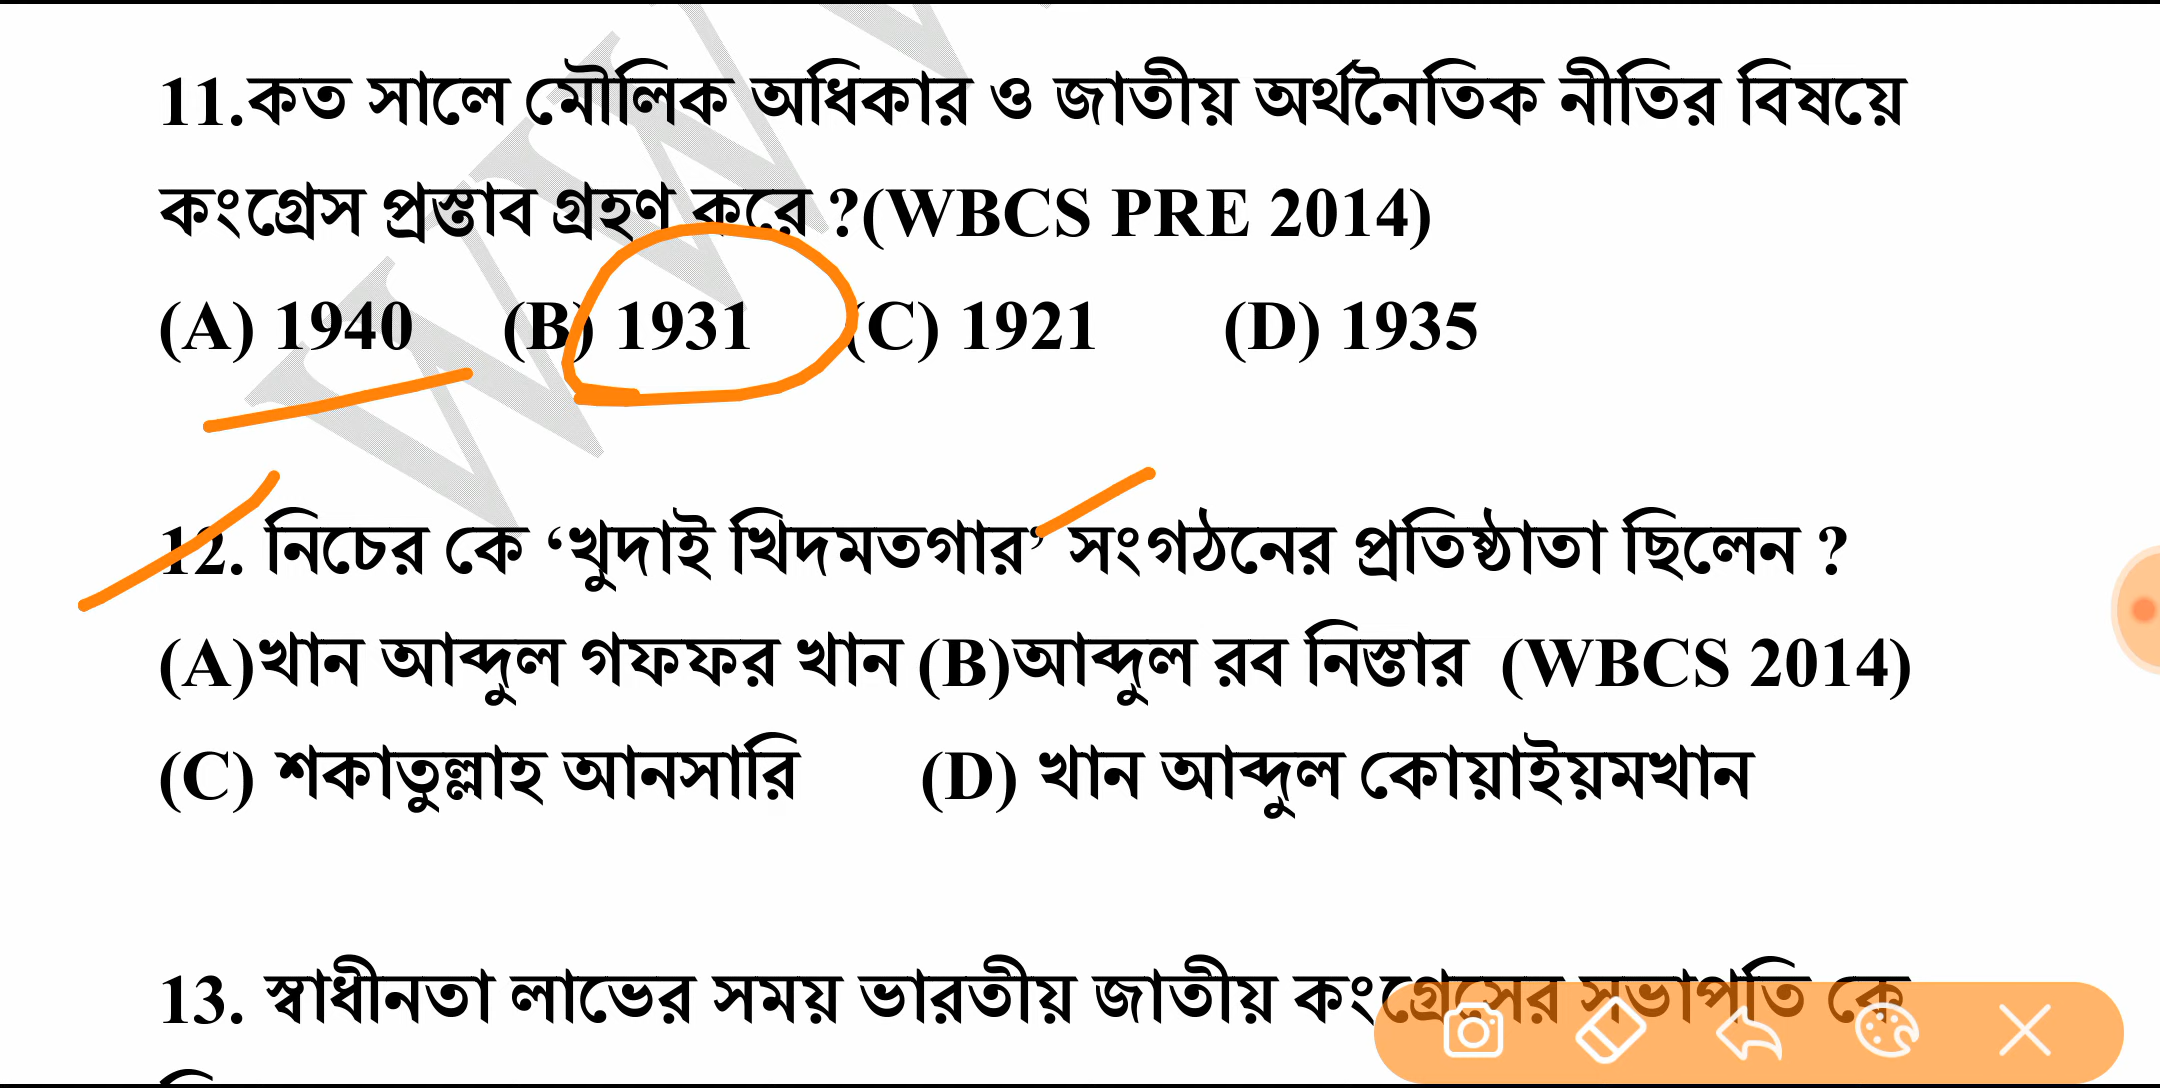 11.কত সালে মৌলিক অধিকার ও জাতীয় অর্থনৈতিক নীতির বিষয়ে
কংগ্রেস প্রস্তাব গ্রহণ করে ?(WBCS PRE 2014)
(A) 1940 (B) 1931 (C) 1921 (D) 1935
12. নিচের কে ‘খুদাই খিদমতগার’ সংগঠনের প্রতিষ্ঠাতা ছিলেন ?
(A)খান আব্দুল গফফর খান (B)আব্দুল রব নিস্তার (WBCS 2014)
(C) শকাতুল্লাহ আনসারি (D) খান আব্দুল কোয়াইয়মখান
13. স্বাধীনতা লাভের সময় ভারতীয় জাতীয় কংগ্রেসের সভাপতি কে